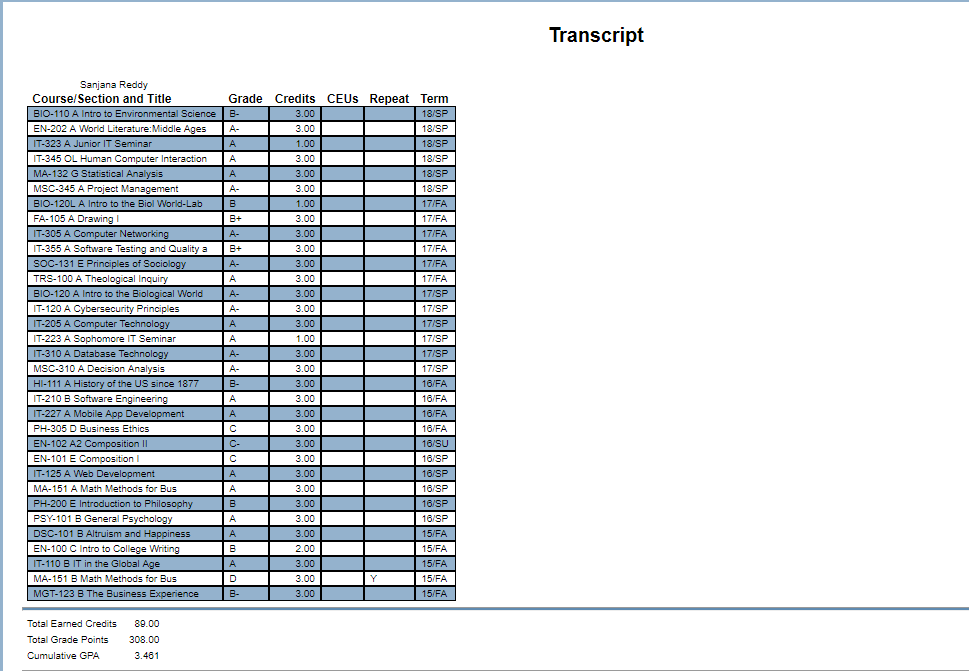 Transcript
Sanjana Reddy
Course/Section and Title Grade Credits CEUs Repeat Term
BIO-110 A Intro to Environmental Science B- 3.00 18/SP
EN-202 A World Literature:Middle Ages A- 3.00 18/SP
IT-323 A Junior IT Seminar A 1.00 18/SP
IT-345 OL Human Computer Interaction A 3.00 18/SP
MA-132 G Statistical Analysis A 3.00 18/SP
MSC-345 A Project Management A- 3.00 18/SP
BIO-120L A Intro to the Biol World-Lab B 1.00 17/FA
FA-105 A Drawing I B+ 3.00 17/FA
IT-305 A Computer Networking A- 3.00 17/FA
IT-355 A Software Testing and Quality a B+ 3.00 17/FA
SOC-131 E Principles of Sociology A- 3.00 17/FA
TRS-100 A Theological Inquiry A 3.00 17/FA
BIO-120 A Intro to the Biological World A- 3.00 17/SP
IT-120 A Cybersecurity Principles A- 3.00 17/SP
IT-205 A Computer Technology A 3.00 17/SP
IT-223 A Sophomore IT Seminar A 1.00 17/SP
IT-310 A Database Technology A- 3.00 17/SP
MSC-310 A Decision Analysis A- 3.00 17/SP
HI-111 A History of the US since 1877 B- 3.00 16/FA
IT-210 B Software Engineering A 3.00 16/FA
IT-227 A Mobile App Development A 3.00 16/FA
PH-305 D Business Ethics C 3.00 16/FA
EN-102 A2 Composition II C- 3.00 16/SU
EN-101 E Composition I C 3.00 16/SP
IT-125 A Web Development A 3.00 16/SP
MA-151 A Math Methods for Bus A 3.00 16/SP
PH-200 E Introduction to Philosophy B 3.00 16/SP
PSY-101 B General Psychology A 3.00 16/SP
DSC-101 B Altruism and Happiness A 3.00 15/FA
EN-100 C Intro to College Writing B 2.00 15/FA
IT-110 B IT in the Global Age A 3.00 15/FA
MA-151 B Math Methods for Bus D 3.00 Y 15/FA
MGT-123 B The Business Experience B- 3.00 15/FA
Total Earned Credits 89.00
Total Grade Points 308.00
Cumulative GPA 3.461